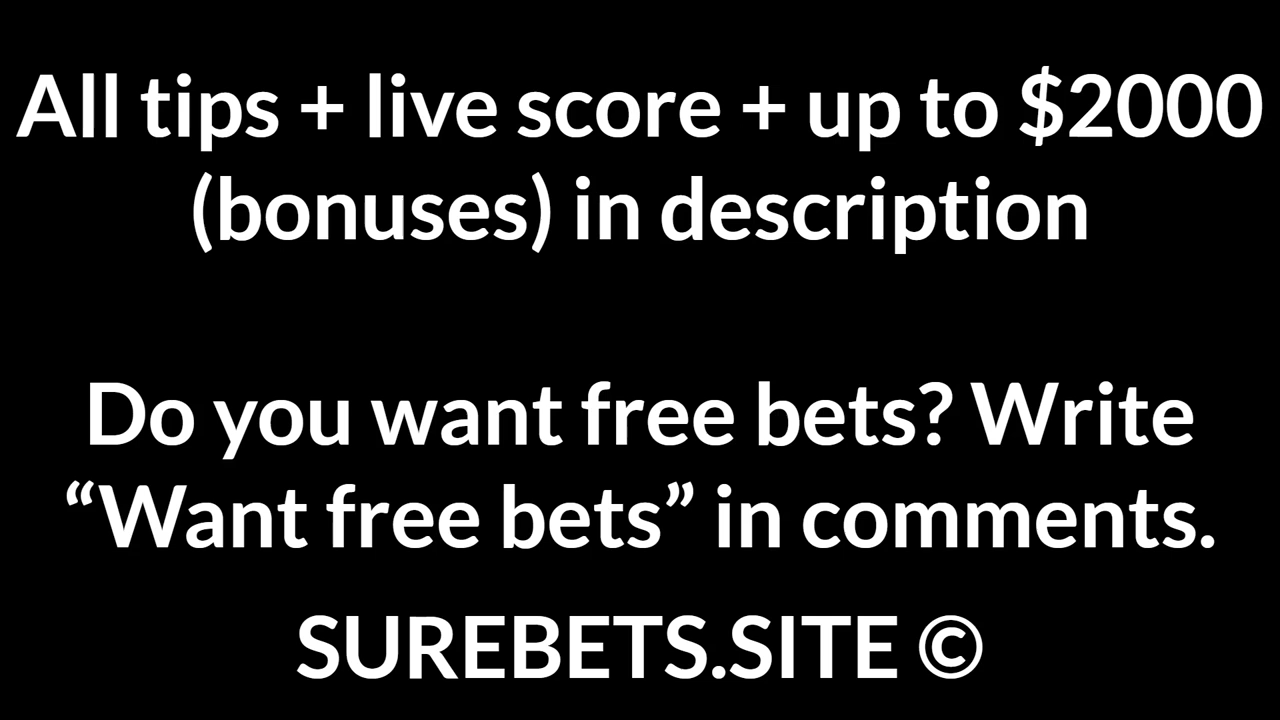 All tips + live score + up to $2000
(bonuses) in description
Do you want free bets? Write
“Want free bets” in comments.
SUREBETS.SITE ©